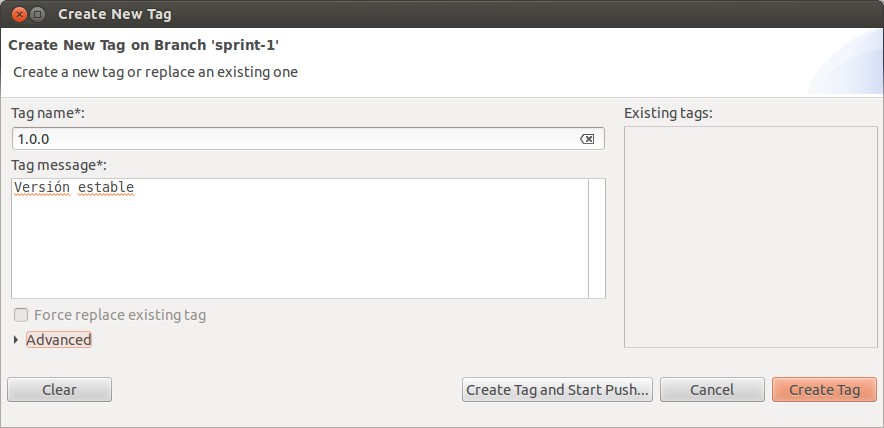 Create New Tag
Create New Tag on Branch 'sprint-1'
Create a new tag or replace an existing one
Tag name*:
1.0.0
Tag message*:
Versión estable
Force replace existing tag
Advanced
Existing tags:
Clear
Create Tag and Start Push...
Cancel
Create Tag